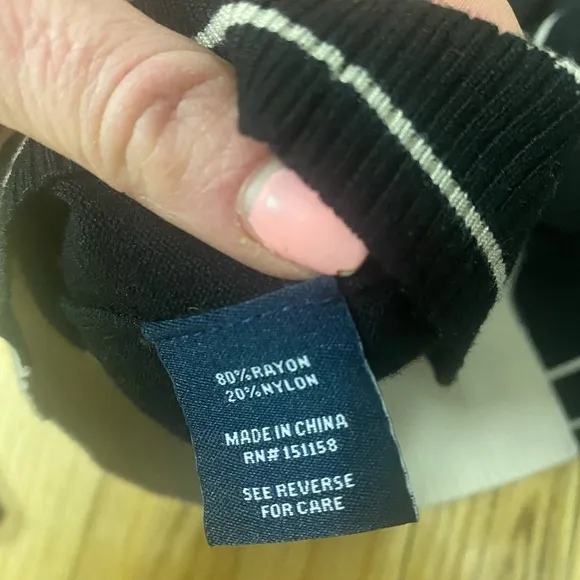 80%RAYON
20%NYLON
MADE IN CHINA
RN# 151158
SEE REVERSE
FOR CARE